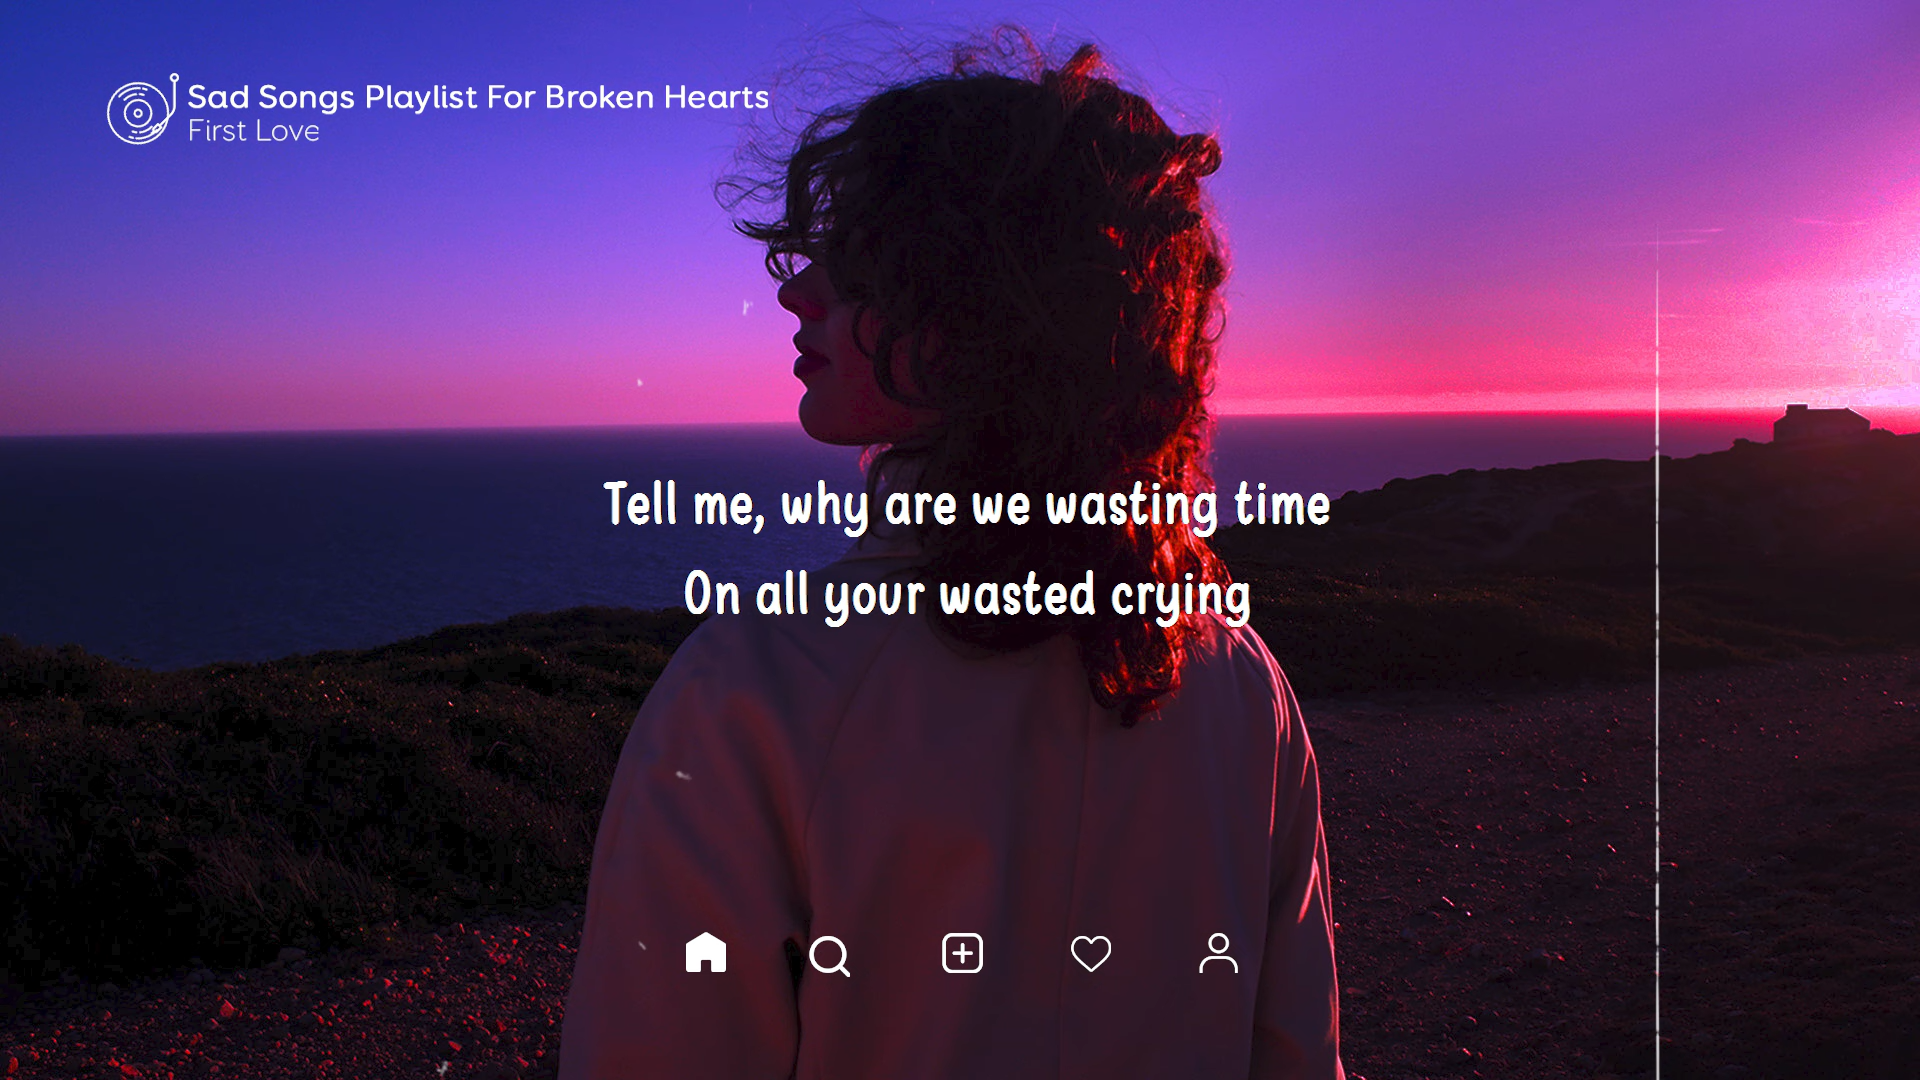 Sad Songs Playlist For Broken Hearts
First Love
Tell me, why are we wasting time
On all your wasted crying